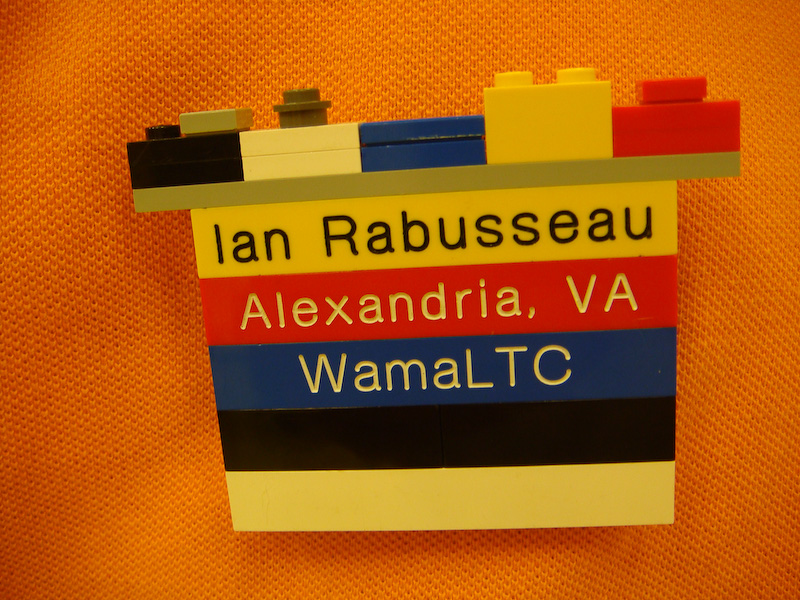 Ian Rabusseau
Alexandria, VA
WamaLTC